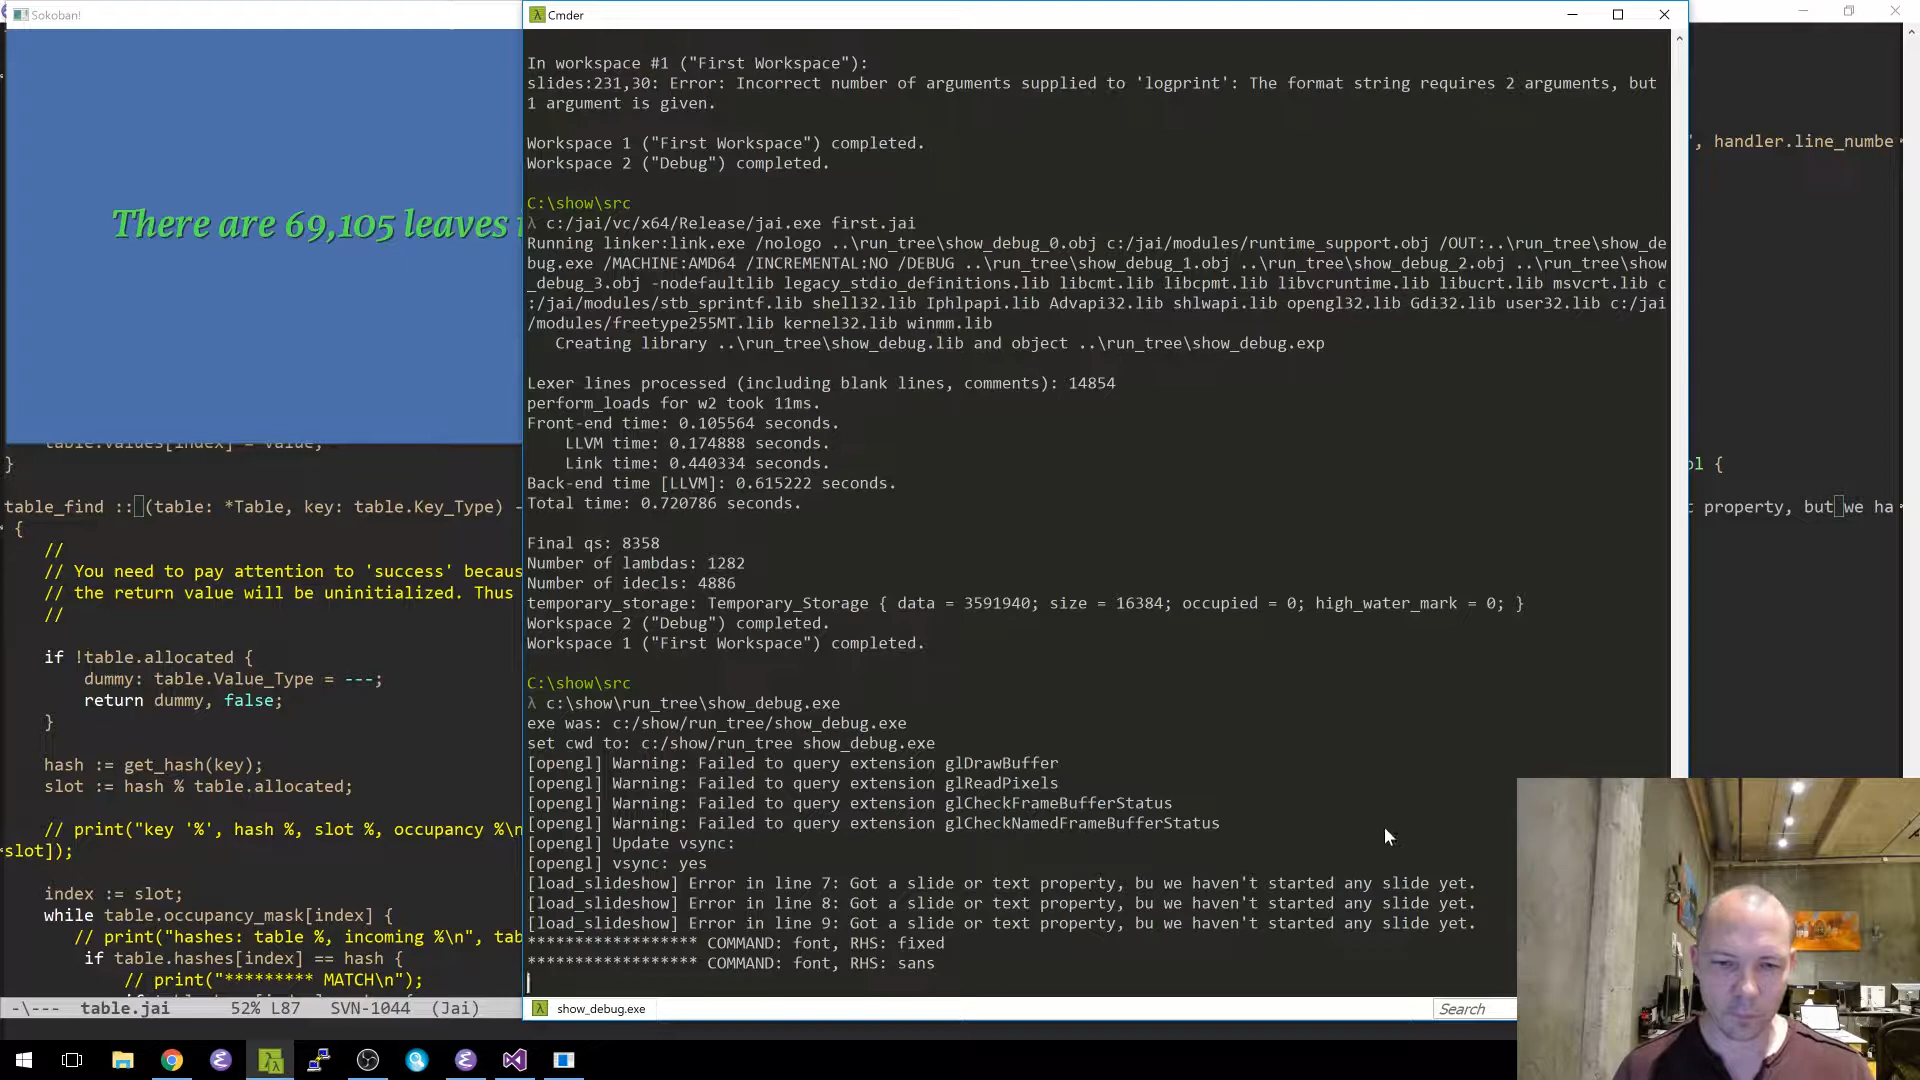 Sokoban!
There are 69,105 leaves
table.values[index] = value;
}
table_find :: (table: *Table, key: table.Key_Type) -
{
//
// You need to pay attention to 'success' becaus
// the return value will be uninitialized. Thus
//
if !table.allocated {
dummy: table.Value_Type = ---;
return dummy, false;
}
hash := get_hash(key);
slot := hash % table.allocated;
// print("key '%', hash %, slot %, occupancy %\n
slot]);
index := slot;
while table.occupancy_mask[index] {
// print("hashes: table %, incoming %\n", tab
if table.hashes[index] == hash {
// print("********* MATCH\n");
-\--- table.jai 52% L87 SVN-1044 (Jai)
Cmder
In workspace #1 ("First Workspace"):
slides:231,30: Error: Incorrect number of arguments supplied to 'logprint': The format string requires 2 arguments, but
1 argument is given.
Workspace 1 ("First Workspace") completed.
Workspace 2 ("Debug") completed.
C:\show\src
λ c:/jai/vc/x64/Release/jai.exe first.jai
Running linker:link.exe /nologo ..\run_tree\show_debug_0.obj c:/jai/modules/runtime_support.obj /OUT:..\run_tree\show_de
bug.exe /MACHINE:AMD64 /INCREMENTAL:NO /DEBUG ..\run_tree\show_debug_1.obj ..\run_tree\show_debug_2.obj ..\run_tree\show
_debug_3.obj -nodefaultlib legacy_stdio_definitions.lib libcmt.lib libcpmt.lib libvcruntime.lib libucrt.lib msvcrt.lib c
:/jai/modules/stb_sprintf.lib shell32.lib Iphlpapi.lib Advapi32.lib shlwapi.lib opengl32.lib Gdi32.lib user32.lib c:/jai
/modules/freetype255MT.lib kernel32.lib winmm.lib
Creating library ..\run_tree\show_debug.lib and object ..\run_tree\show_debug.exp
Lexer lines processed (including blank lines, comments): 14854
perform_loads for w2 took 11ms.
Front-end time: 0.105564 seconds.
LLVM time: 0.174888 seconds.
Link time: 0.440334 seconds.
Back-end time [LLVM]: 0.615222 seconds.
Total time: 0.720786 seconds.
Final qs: 8358
Number of lambdas: 1282
Number of idecls: 4886
temporary_storage: Temporary_Storage { data = 3591940; size = 16384; occupied = 0; high_water_mark = 0; }
Workspace 2 ("Debug") completed.
Workspace 1 ("First Workspace") completed.
C:\show\src
λ c:\show\run_tree\show_debug.exe
exe was: c:/show/run_tree/show_debug.exe
set cwd to: c:/show/run_tree show_debug.exe
[opengl] Warning: Failed to query extension glDrawBuffer
[opengl] Warning: Failed to query extension glReadPixels
[opengl] Warning: Failed to query extension glCheckFrameBufferStatus
[opengl] Warning: Failed to query extension glCheckNamedFrameBufferStatus
[opengl] Update vsync:
[opengl] vsync: yes
[load_slideshow] Error in line 7: Got a slide or text property, bu we haven't started any slide yet.
[load_slideshow] Error in line 8: Got a slide or text property, bu we haven't started any slide yet.
[load_slideshow] Error in line 9: Got a slide or text property, bu we haven't started any slide yet.
****************** COMMAND: font, RHS: fixed
****************** COMMAND: font, RHS: sans
show_debug.exe
Search
', handler.line_numbe
ol {
t property, but we ha